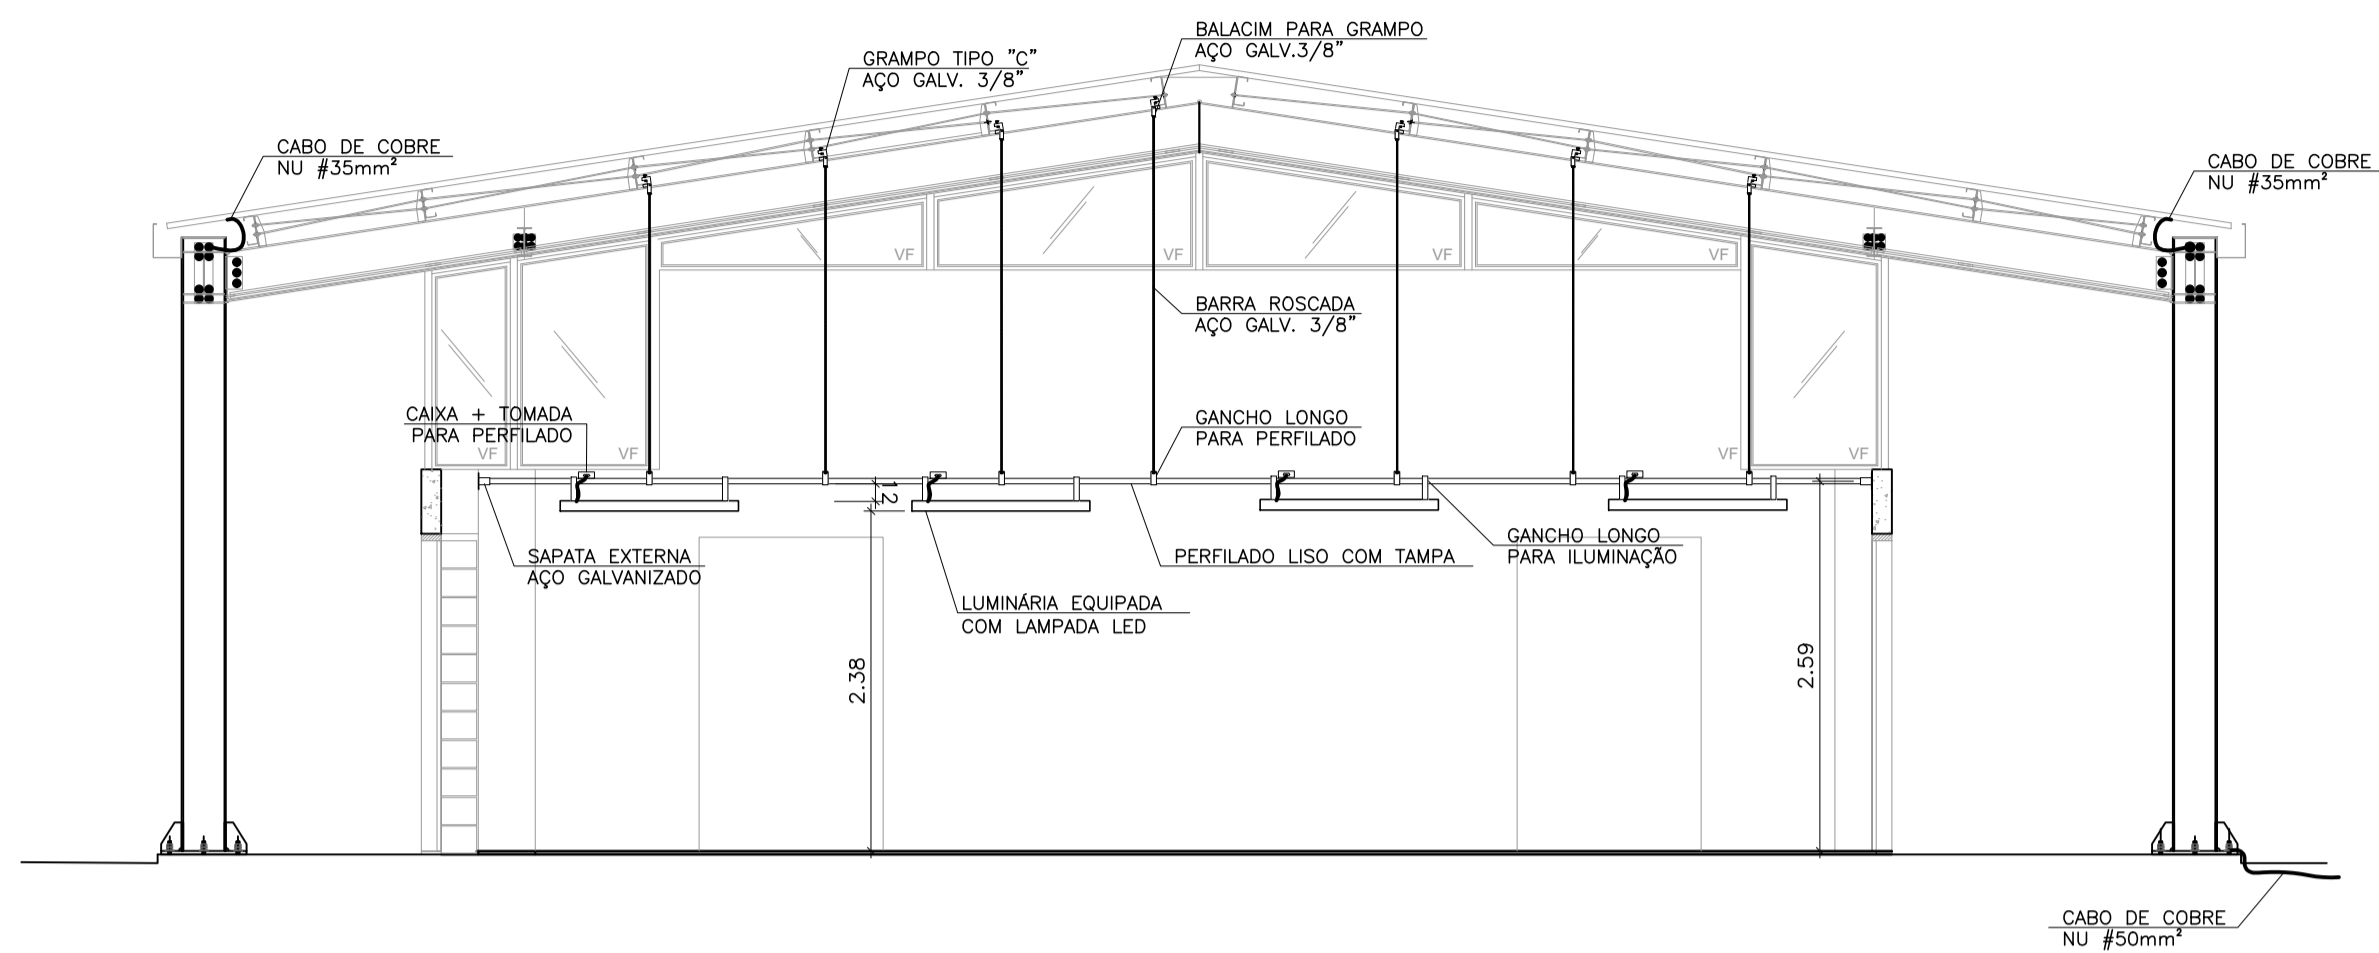 BALACIM PARA GRAMPO
AÇO GALV.3/8"
GRAMPO TIPO "C"
AÇO GALV. 3/8"
CABO DE COBRE
NU #35mm²
CABO DE COBRE
NU #35mm²
VF
VF
VF
VF
BARRA ROSCADA
AÇO GALV. 3/8"
CAIXA + TOMADA
PARA PERFILADO
GANCHO LONGO
PARA PERFILADO
VF
VF
VF
VF
12
GANCHO LONGO
PARA ILUMINAÇÃO
SAPATA EXTERNA
AÇO GALVANIZADO
PERFILADO LISO COM TAMPA
LUMINÁRIA EQUIPADA
COM LAMPADA LED
2.38
2.59
CABO DE COBRE
NU #50mm²